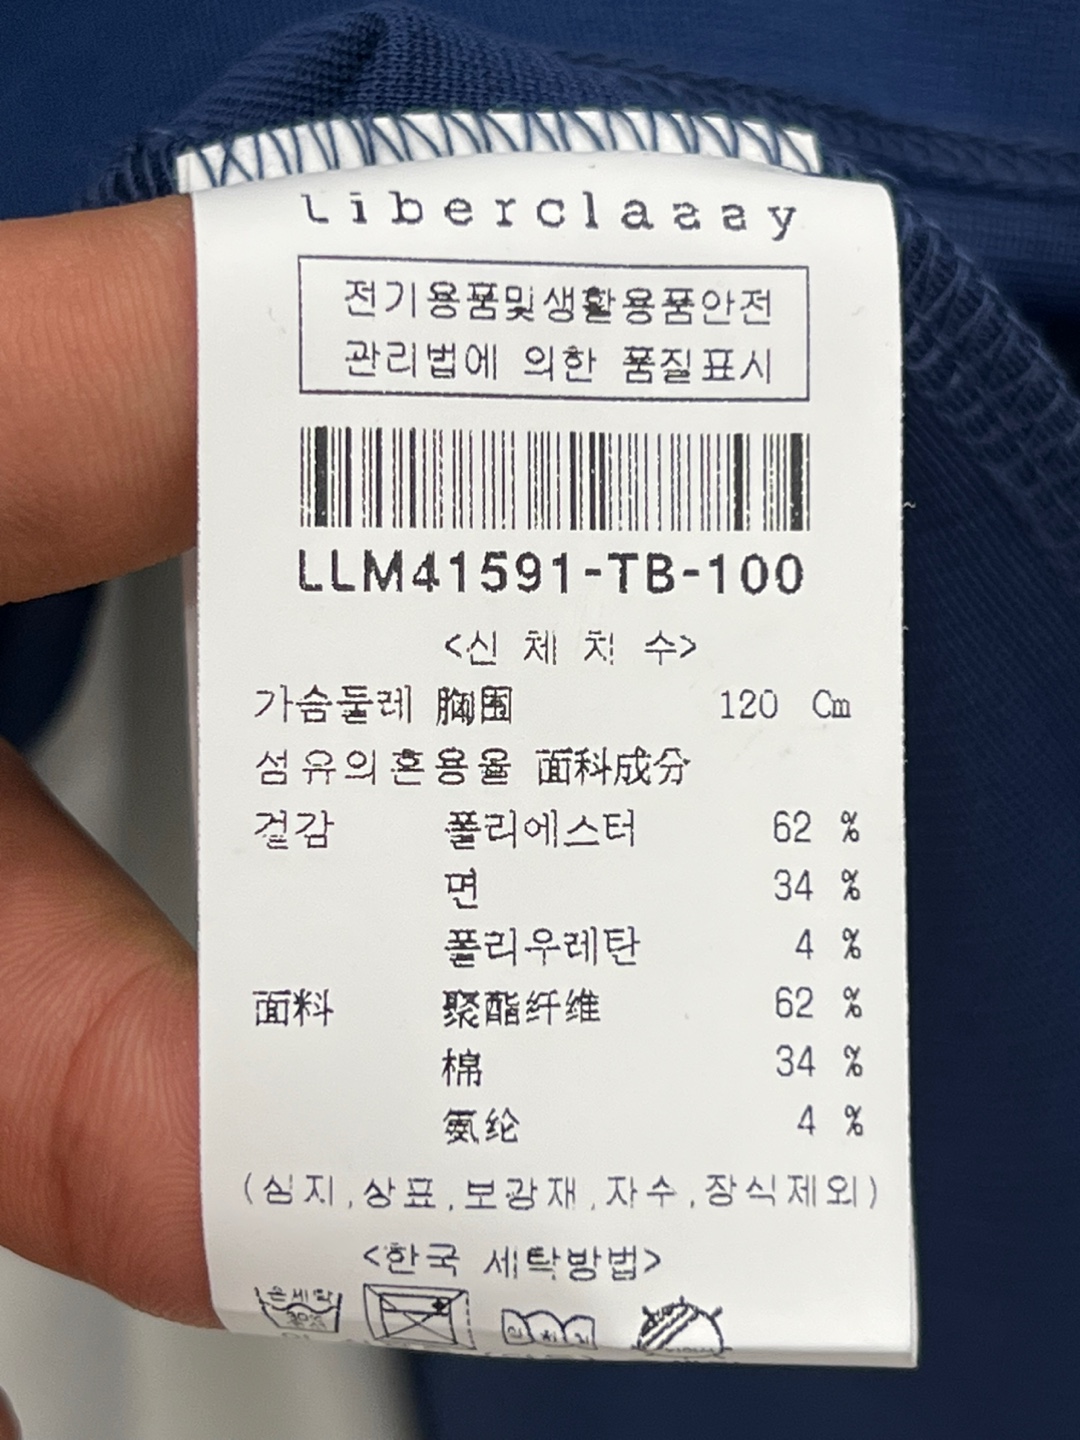 Liberclassy
전기용품및생활용품안전
관리법에 의한 품질표시
LLM41591-TB-100
<신 체 치 수>
가슴둘레 胸围 120 Cm
섬유의혼용율 面料成分
겉감 폴리에스터 62 %
면 34 %
폴리우레탄 4 %
面料 聚酯纤维 62 %
棉 34 %
氨纶 4 %
(심지,상표,보강재,자수,장식제외)
<한국 세탁방법>
손세탁
30℃